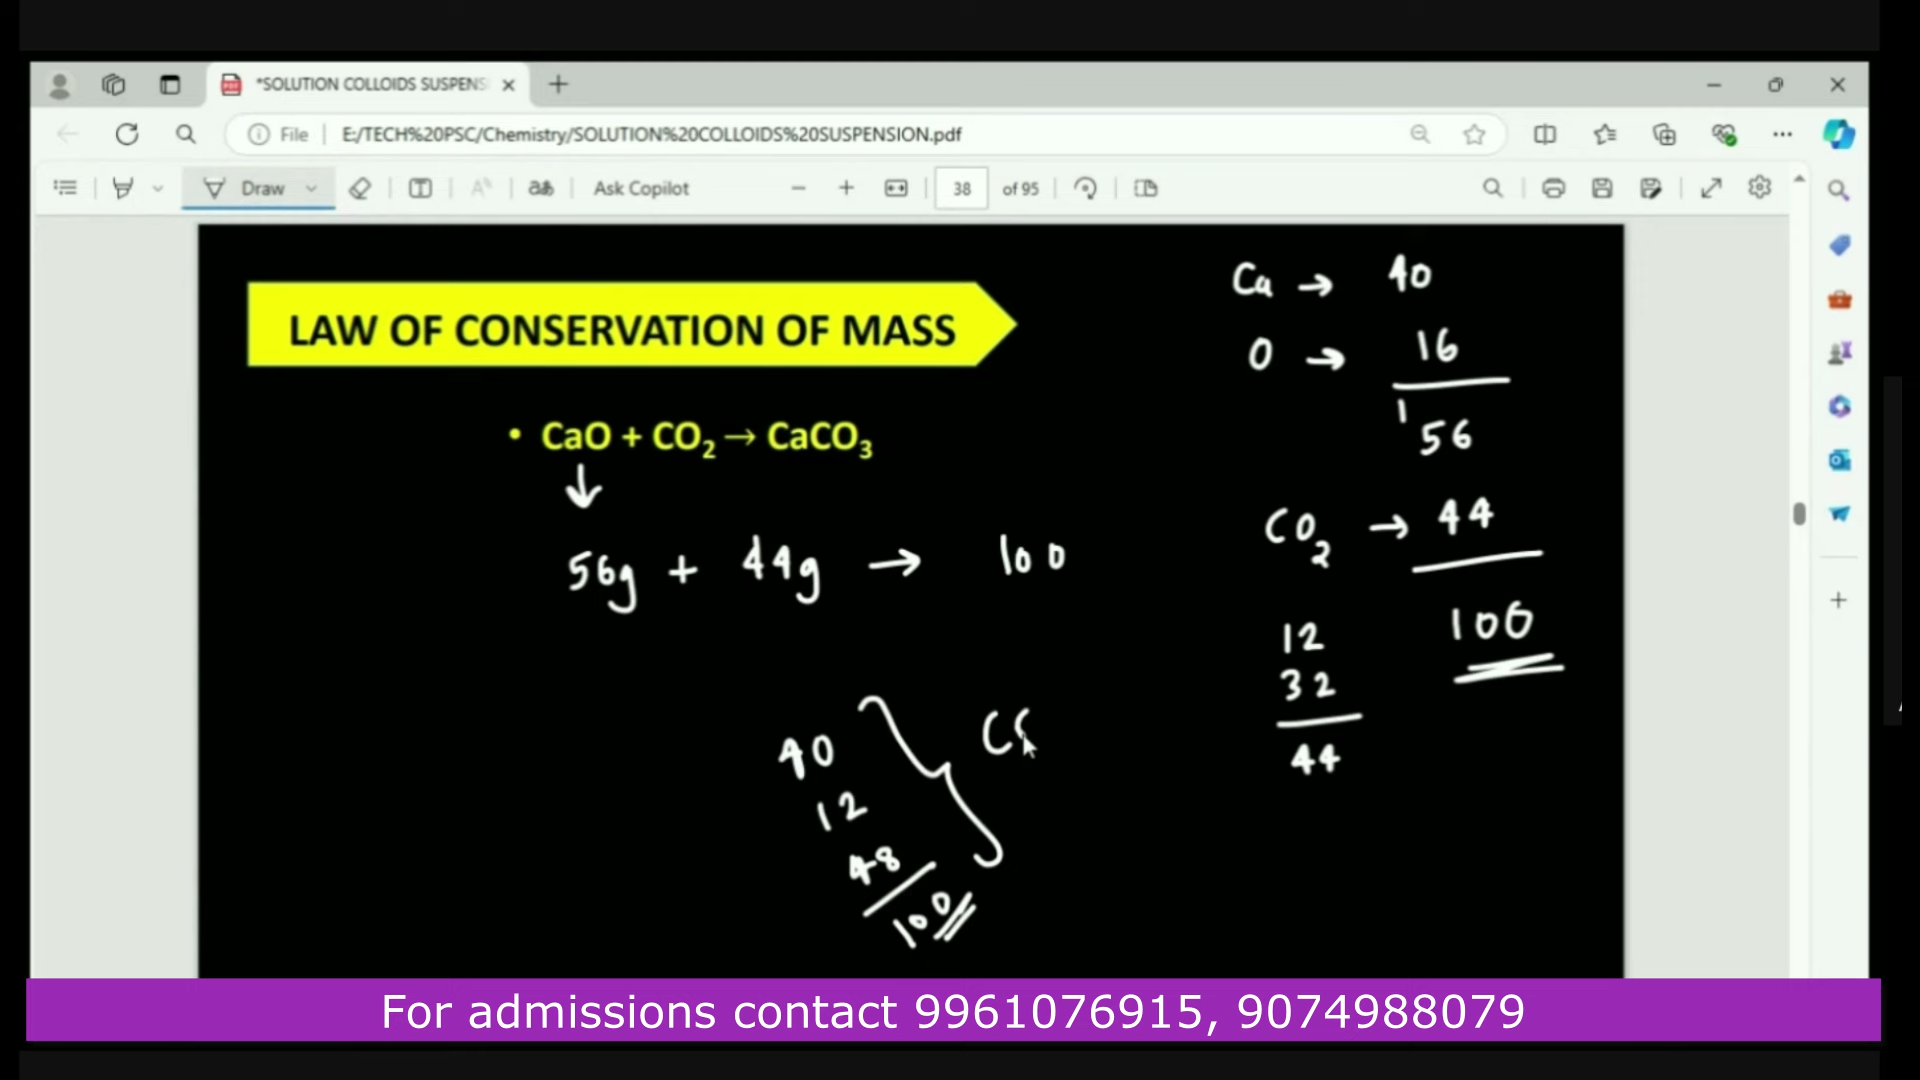 *SOLUTION COLLOIDS SUSPENS
File
E:/TECH%20PSC/Chemistry/SOLUTION%20COLLOIDS%20SUSPENSION.pdf
Draw
Ask Copilot
38 of 95
LAW OF CONSERVATION OF MASS
• CaO + CO₂ → CaCO₃
↓
56g + 44g → 100
40
12
48
100
Ca → 40
O → 16
56
CO₂ → 44
100
12
32
44
For admissions contact 9961076915, 9074988079